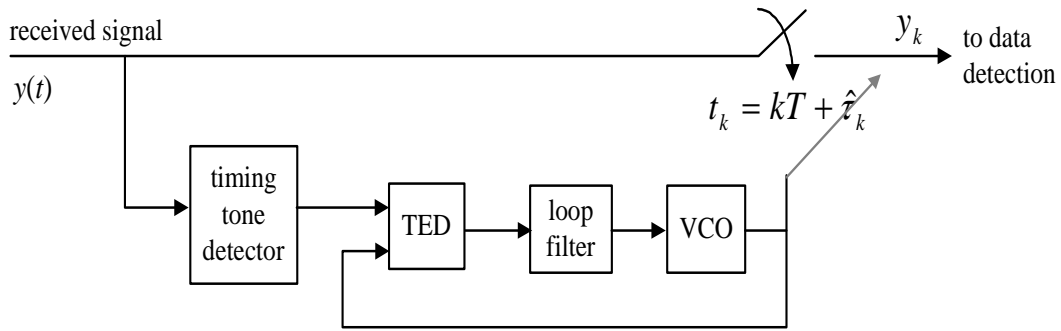 received signal
y(t)
y_k
to data
detection
t_k = kT + τ̂_k
timing
tone
detector
TED
loop
filter
VCO